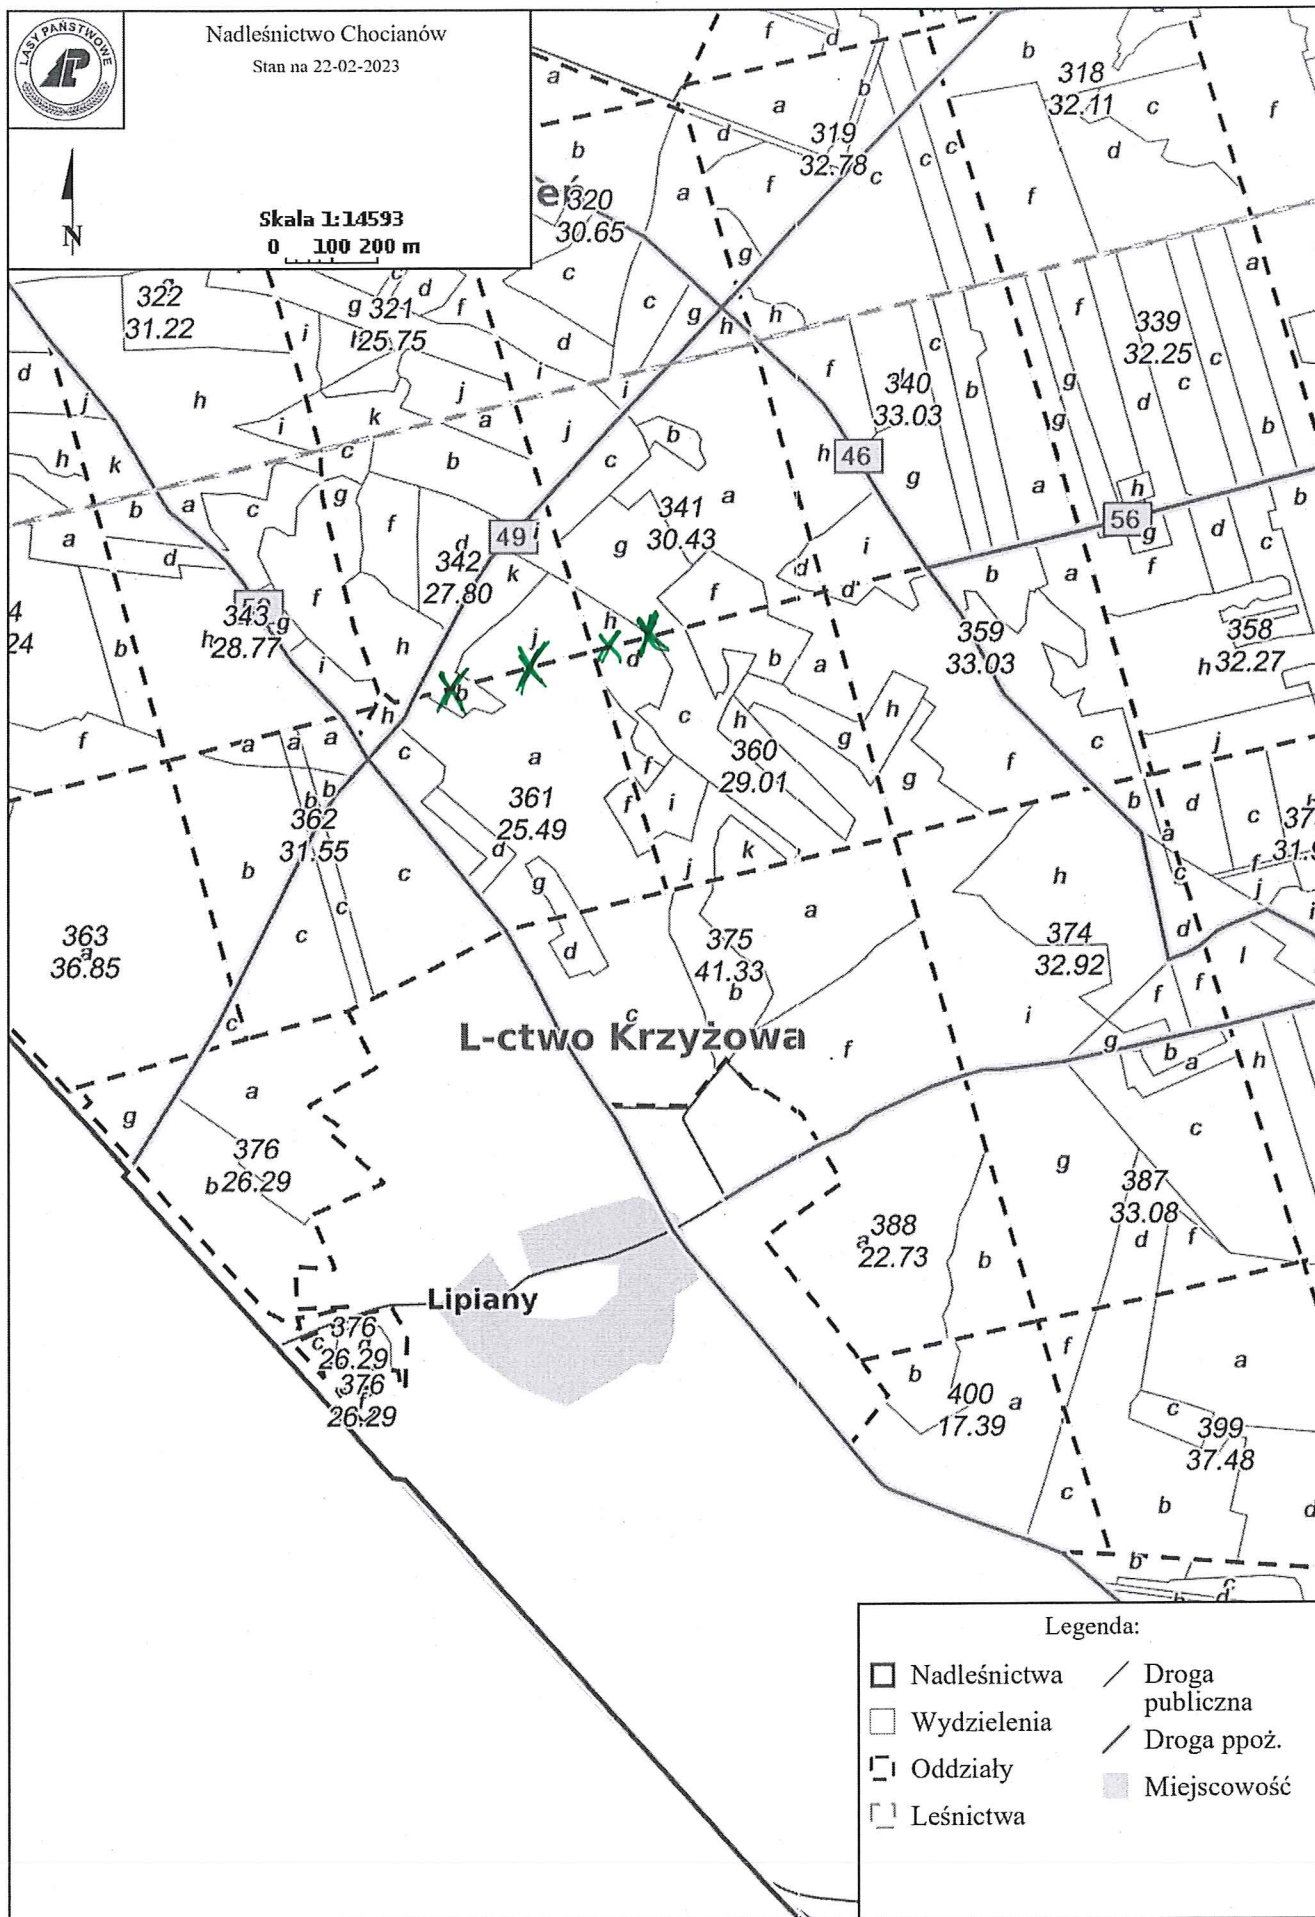 LASY PAŃSTWOWE
Nadleśnictwo Chocianów
Stan na 22-02-2023
N
Skala 1:14593
0 100 200 m
f
d
b
318
32.11
c
f
a
a
b
319
32.78
d
c
c
c
d
b
320
30.65
a
f
f
g
c
c
g
h
h
a
322
31.22
g
321
25.75
c
d
f
i
d
i
i
f
c
340
33.03
b
f
339
32.25
c
c
g
d
g
b
d
j
h
i
k
j
a
j
b
c
h
46
g
a
h
k
c
b
341
30.43
a
56
h
g
d
c
b
b
a
c
g
f
d
49
i
g
a
d
342
27.80
k
i
d
d
b
a
f
f
343
28.77
h
g
f
i
h
j
h
d
b
a
359
33.03
358
32.27
h
4
24
b
f
a
a
a
h
b
c
a
c
h
360
29.01
g
h
g
f
c
j
b
b
362
31.55
b
c
c
c
361
25.49
d
g
d
f
f
i
j
k
b
d
c
a
c
f
j
h
363
a
36.85
c
375
41.33
b
a
374
32.92
d
i
l
f
f
L-ctwo Krzyżowa
c
f
i
g
b
a
h
g
a
376
26.29
b
c
g
387
33.08
d
f
388
22.73
a
b
Lipiany
376
26.29
c
376
26.29
f
f
a
b
400
17.39
a
c
399
37.48
c
b
d
b
c
d
b
Legenda:
Nadleśnictwa
Wydzielenia
Oddziały
Leśnictwa
Droga
publiczna
Droga ppoż.
Miejscowość